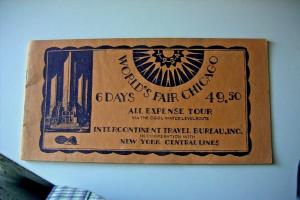 WORLD'S FAIR CHICAGO
6 DAYS 49.50
ALL EXPENSE TOUR
VIA THE COOL WATER LEVEL ROUTE
INTERCONTINENT TRAVEL BUREAU, INC.
IN COOPERATION WITH
NEW YORK CENTRAL LINES